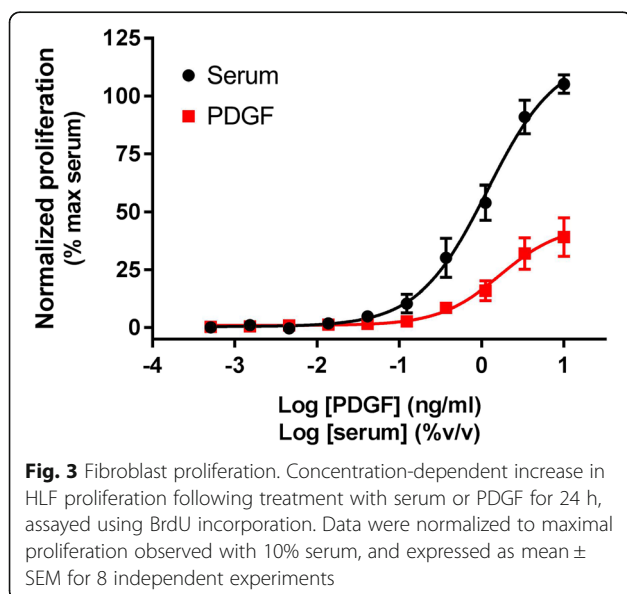 125
100
75
50
25
0
Normalized proliferation
(% max serum)
Serum
PDGF
-4 -3 -2 -1 0 1
Log [PDGF] (ng/ml)
Log [serum] (%v/v)
Fig. 3 Fibroblast proliferation. Concentration-dependent increase in
HLF proliferation following treatment with serum or PDGF for 24 h,
assayed using BrdU incorporation. Data were normalized to maximal
proliferation observed with 10% serum, and expressed as mean ±
SEM for 8 independent experiments